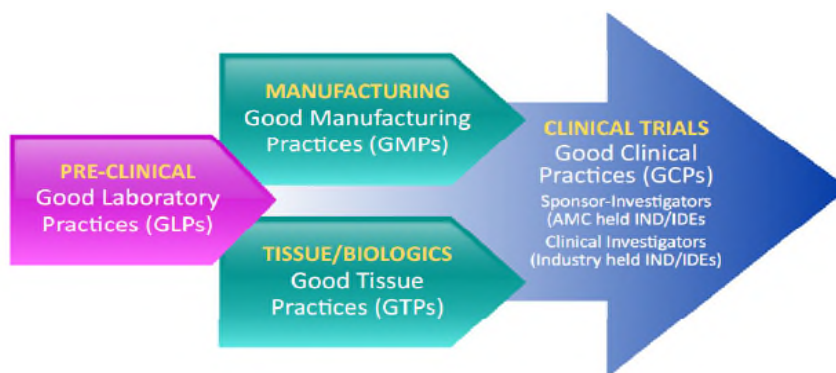 PRE-CLINICAL
Good Laboratory
Practices (GLPs)
MANUFACTURING
Good Manufacturing
Practices (GMPs)
TISSUE/BIOLOGICS
Good Tissue
Practices (GTPs)
CLINICAL TRIALS
Good Clinical
Practices (GCPs)
Sponsor-Investigators
(AMC held IND/IDEs
Clinical Investigators
(Industry held IND/IDEs)